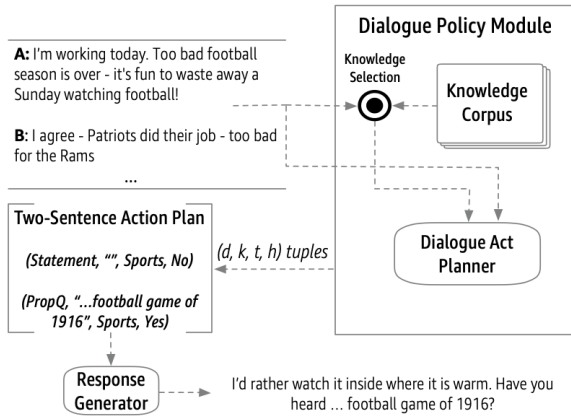 A: I'm working today. Too bad football
season is over - it's fun to waste away a
Sunday watching football!
B: I agree - Patriots did their job - too bad
for the Rams
...
Dialogue Policy Module
Knowledge
Selection
Knowledge
Corpus
Dialogue Act
Planner
Two-Sentence Action Plan
(Statement, “”, Sports, No)
(PropQ, “...football game of
1916”, Sports, Yes)
(d, k, t, h) tuples
Response
Generator
I'd rather watch it inside where it is warm. Have you
heard ... football game of 1916?